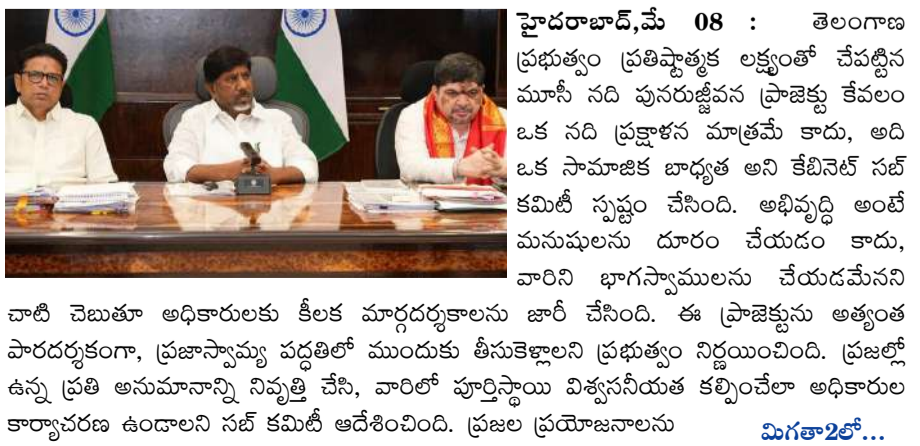 హైదరాబాద్,మే 08 : తెలంగాణ
ప్రభుత్వం ప్రతిష్టాత్మక లక్ష్యంతో చేపట్టిన
మూసీ నది పునరుజ్జీవన ప్రాజెక్టు కేవలం
ఒక నది ప్రక్షాళన మాత్రమే కాదు, అది
ఒక సామాజిక బాధ్యత అని కేబినెట్ సబ్
కమిటీ స్పష్టం చేసింది. అభివృద్ధి అంటే
మనుషులను దూరం చేయడం కాదు,
వారిని భాగస్వాములను చేయడమేనని
చాటి చెబుతూ అధికారులకు కీలక మార్గదర్శకాలను జారీ చేసింది. ఈ ప్రాజెక్టును అత్యంత
పారదర్శకంగా, ప్రజాస్వామ్య పద్ధతిలో ముందుకు తీసుకెళ్లాలని ప్రభుత్వం నిర్ణయించింది. ప్రజల్లో
ఉన్న ప్రతి అనుమానాన్ని నివృత్తి చేసి, వారిలో పూర్తిస్థాయి విశ్వసనీయత కల్పించేలా అధికారుల
కార్యాచరణ ఉండాలని సబ్ కమిటీ ఆదేశించింది. ప్రజల ప్రయోజనాలను
మిగతా2లో...